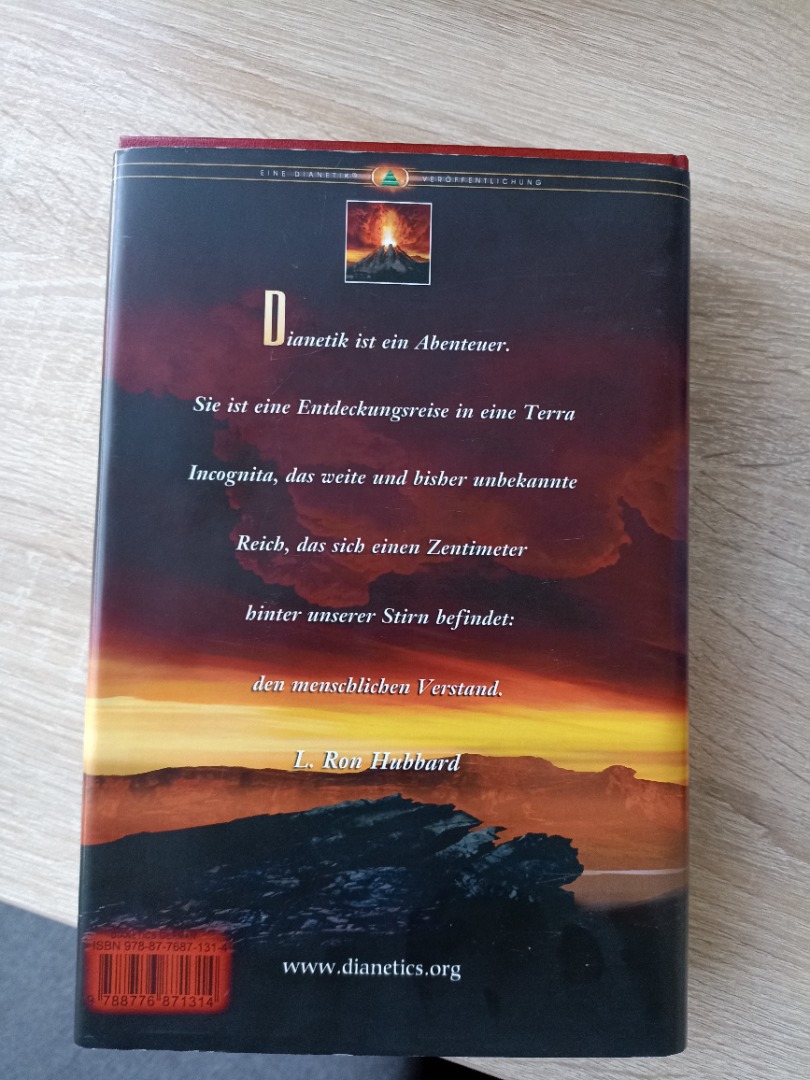 EINE DIANETIK® VERÖFFENTLICHUNG
Dianetik ist ein Abenteuer.
Sie ist eine Entdeckungsreise in eine Terra
Incognita, das weite und bisher unbekannte
Reich, das sich einen Zentimeter
hinter unserer Stirn befindet:
den menschlichen Verstand.
L. Ron Hubbard
ISBN 978-87-7687-131-4
9 788776 871314
www.dianetics.org